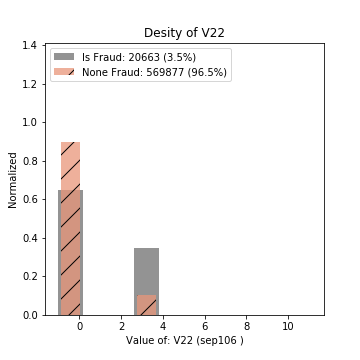 Desity of V22
Is Fraud: 20663 (3.5%)
None Fraud: 569877 (96.5%)
1.4
1.2
1.0
0.8
0.6
0.4
0.2
0.0
Normalized
0 2 4 6 8 10
Value of: V22 (sep106 )